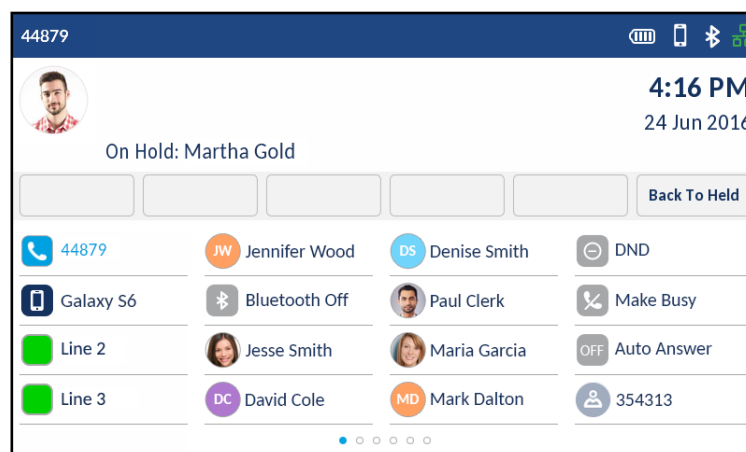 44879
4:16 PM
24 Jun 2016
On Hold: Martha Gold
Back To Held
44879
JW Jennifer Wood
DS Denise Smith
DND
Galaxy S6
Bluetooth Off
Paul Clerk
Make Busy
Line 2
Jesse Smith
Maria Garcia
OFF Auto Answer
Line 3
DC David Cole
MD Mark Dalton
354313